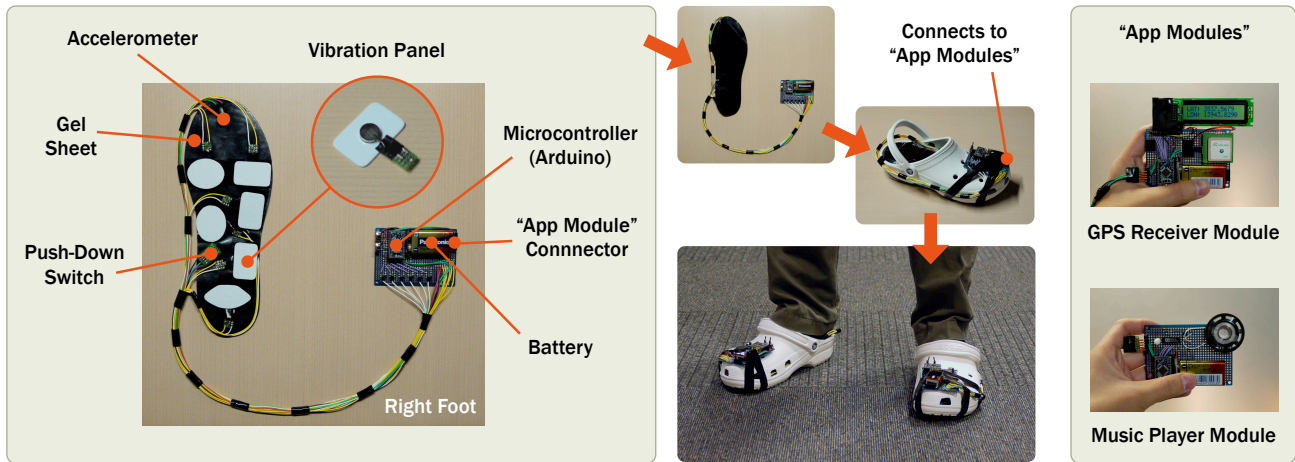 Accelerometer
Vibration Panel
Gel
Sheet
Microcontroller
(Arduino)
Push-Down
Switch
"App Module"
Connnector
Battery
Right Foot
Connects to
"App Modules"
"App Modules"
GPS Receiver Module
Music Player Module